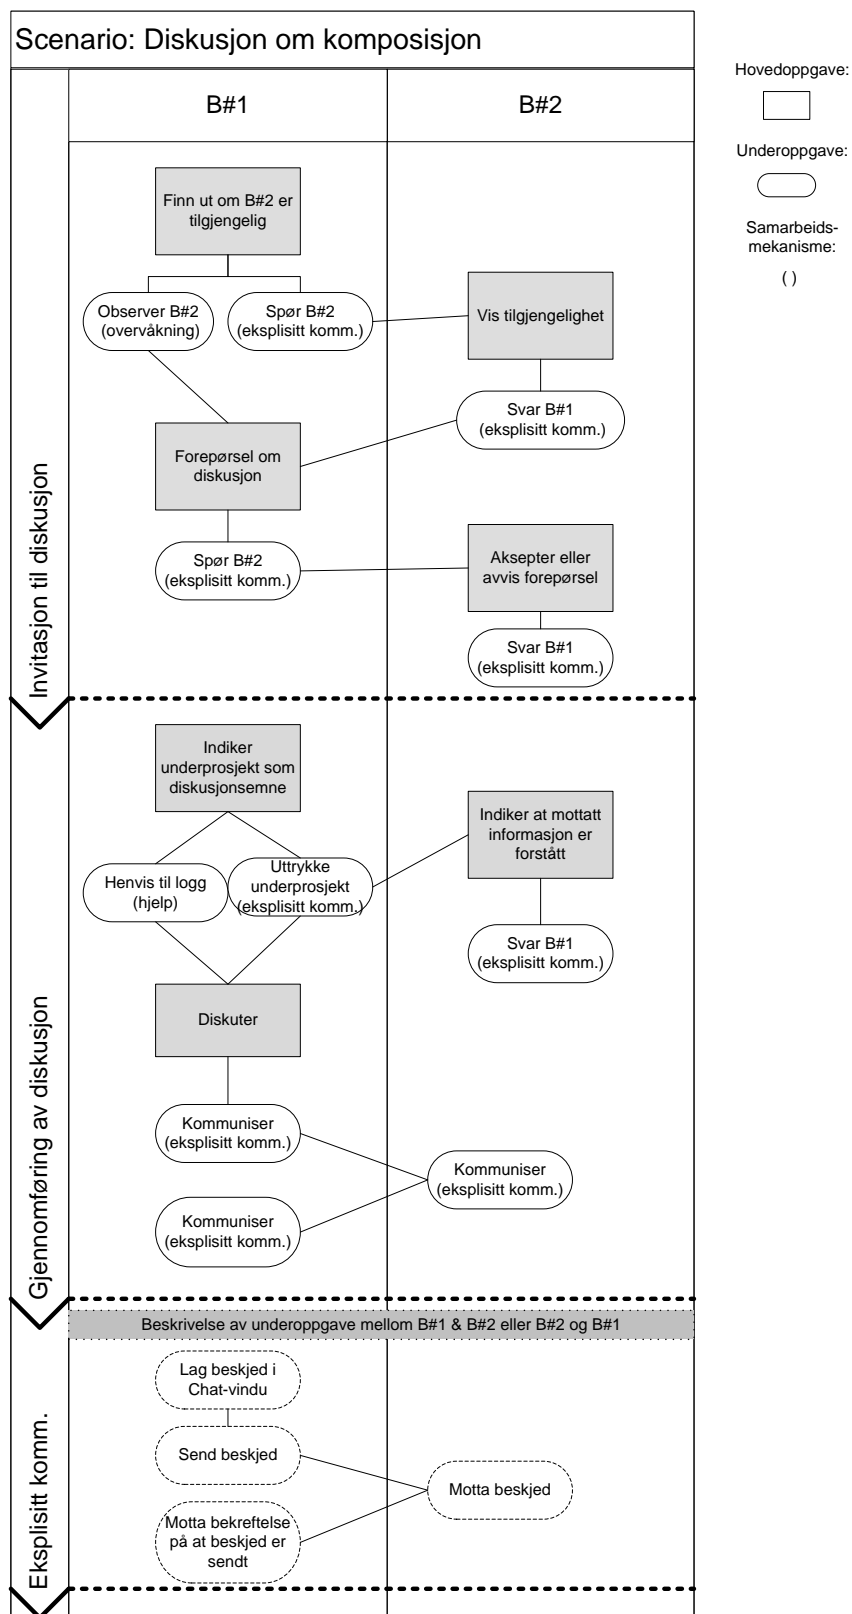 Scenario: Diskusjon om komposisjon
B#1
B#2
Hovedoppgave:
Underoppgave:
Samarbeids-
mekanisme:
( )
Invitasjon til diskusjon
Finn ut om B#2 er
tilgjengelig
Observer B#2
(overvåkning)
Spør B#2
(eksplisitt komm.)
Vis tilgjengelighet
Svar B#1
(eksplisitt komm.)
Forepørsel om
diskusjon
Spør B#2
(eksplisitt komm.)
Aksepter eller
avvis forepørsel
Svar B#1
(eksplisitt komm.)
Gjennomføring av diskusjon
Indiker
underprosjekt som
diskusjonsemne
Indiker at mottatt
informasjon er
forstått
Henvis til logg
(hjelp)
Uttrykke
underprosjekt
(eksplisitt komm.)
Svar B#1
(eksplisitt komm.)
Diskuter
Kommuniser
(eksplisitt komm.)
Kommuniser
(eksplisitt komm.)
Kommuniser
(eksplisitt komm.)
Eksplisitt komm.
Beskrivelse av underoppgave mellom B#1 & B#2 eller B#2 og B#1
Lag beskjed i
Chat-vindu
Send beskjed
Motta beskjed
Motta bekreftelse
på at beskjed er
sendt